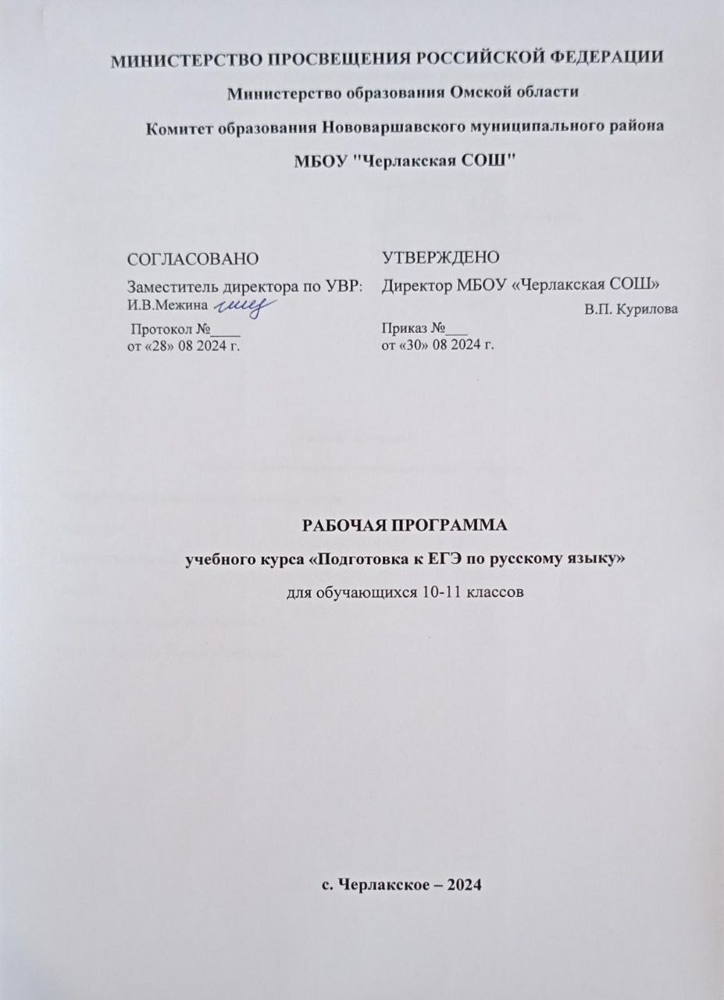 МИНИСТЕРСТВО ПРОСВЕЩЕНИЯ РОССИЙСКОЙ ФЕДЕРАЦИИ
Министерство образования Омской области
Комитет образования Нововаршавского муниципального района
МБОУ "Черлакская СОШ"
СОГЛАСОВАНО
Заместитель директора по УВР:
И.В.Межина
Протокол №____
от «28» 08 2024 г.
УТВЕРЖДЕНО
Директор МБОУ «Черлакская СОШ»
В.П. Курилова
Приказ №___
от «30» 08 2024 г.
РАБОЧАЯ ПРОГРАММА
учебного курса «Подготовка к ЕГЭ по русскому языку»
для обучающихся 10-11 классов
с. Черлакское – 2024